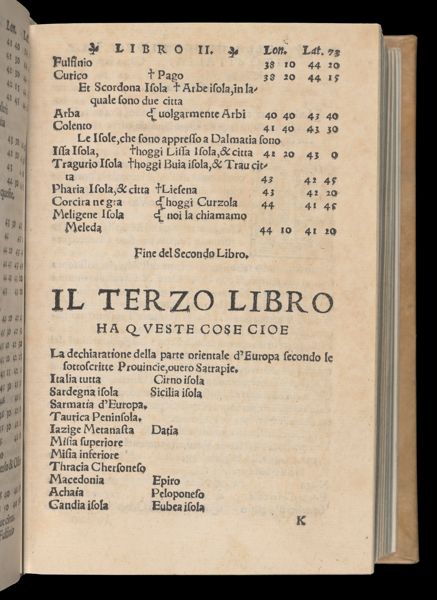 LIBRO II. Lon. Lat. 73
Fulfinio 38 10 44 20
Curico † Pago 38 20 44 15
Et Scordona Isola † Arbe isola, in la-
quale sono due citta
Arba uolgarmente Arbi 40 40 43 40
Colento 41 40 43 30
Le Isole, che sono appresso a Dalmatia sono
Issa Isola, †hoggi Lissa Isola, & citta 42 20 43 0
Tragurio Isola †hoggi Buia isola, & Trau cit-
ta 43 42 45
Pharia Isola, & citta †Liesena 43 42 20
Corcira negra hoggi Curzola 44 41 45
Meligene Isola noi la chiamamo
Meleda 44 10 41 20
Fine del Secondo Libro.
IL TERZO LIBRO
HA QVESTE COSE CIOE
La dechiaratione della parte orientale d'Europa secondo le
sottoscritte Prouincie, ouero Satrapie.
Italia tutta Cirno isola
Sardegna isola Sicilia isola
Sarmatia d'Europa.
Taurica Peninsola.
Iazige Metanasta Datia
Misia superiore
Misia inferiore
Thracia Chersoneso
Macedonia Epiro
Achaia Peloponeso
Candia isola Eubea isola
K